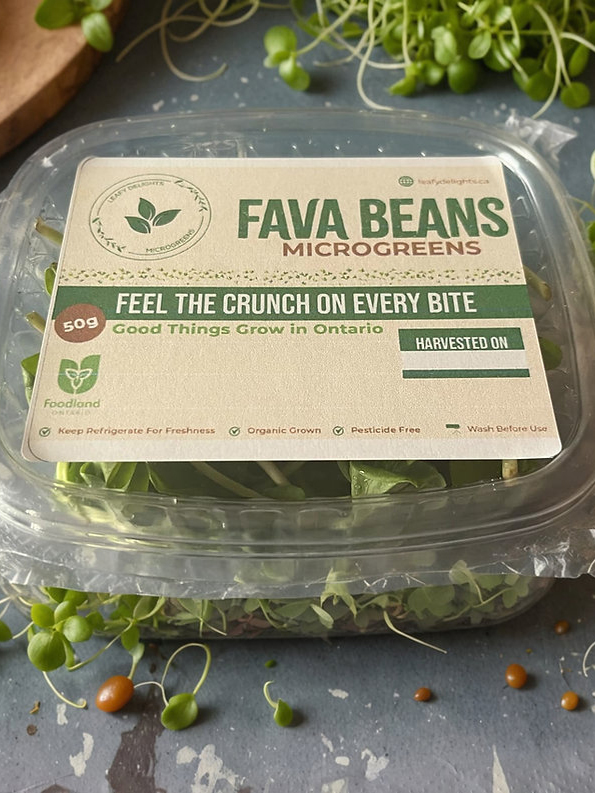 LEAFY DELIGHTS
MICROGREENS
leafydelights.ca
FAVA BEANS
MICROGREENS
FEEL THE CRUNCH ON EVERY BITE
50g
Good Things Grow in Ontario
HARVESTED ON
Foodland
ONTARIO
Keep Refrigerate For Freshness
Organic Grown
Pesticide Free
Wash Before Use